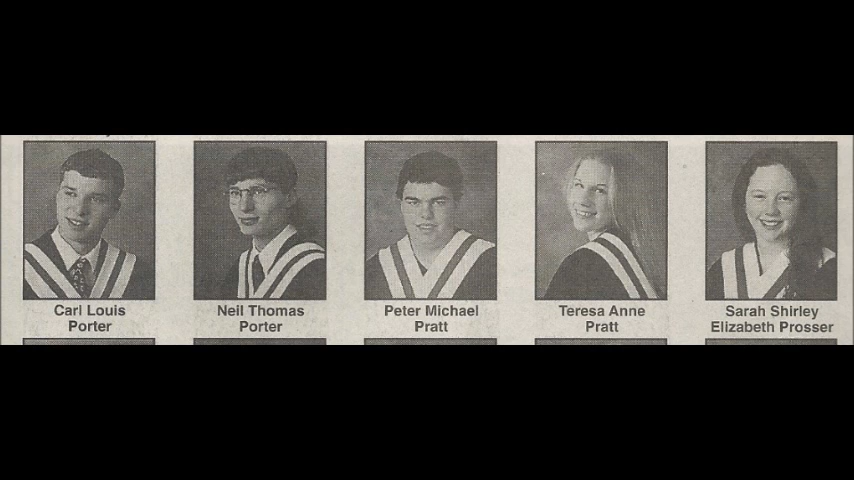 Carl Louis
Porter
Neil Thomas
Porter
Peter Michael
Pratt
Teresa Anne
Pratt
Sarah Shirley
Elizabeth Prosser